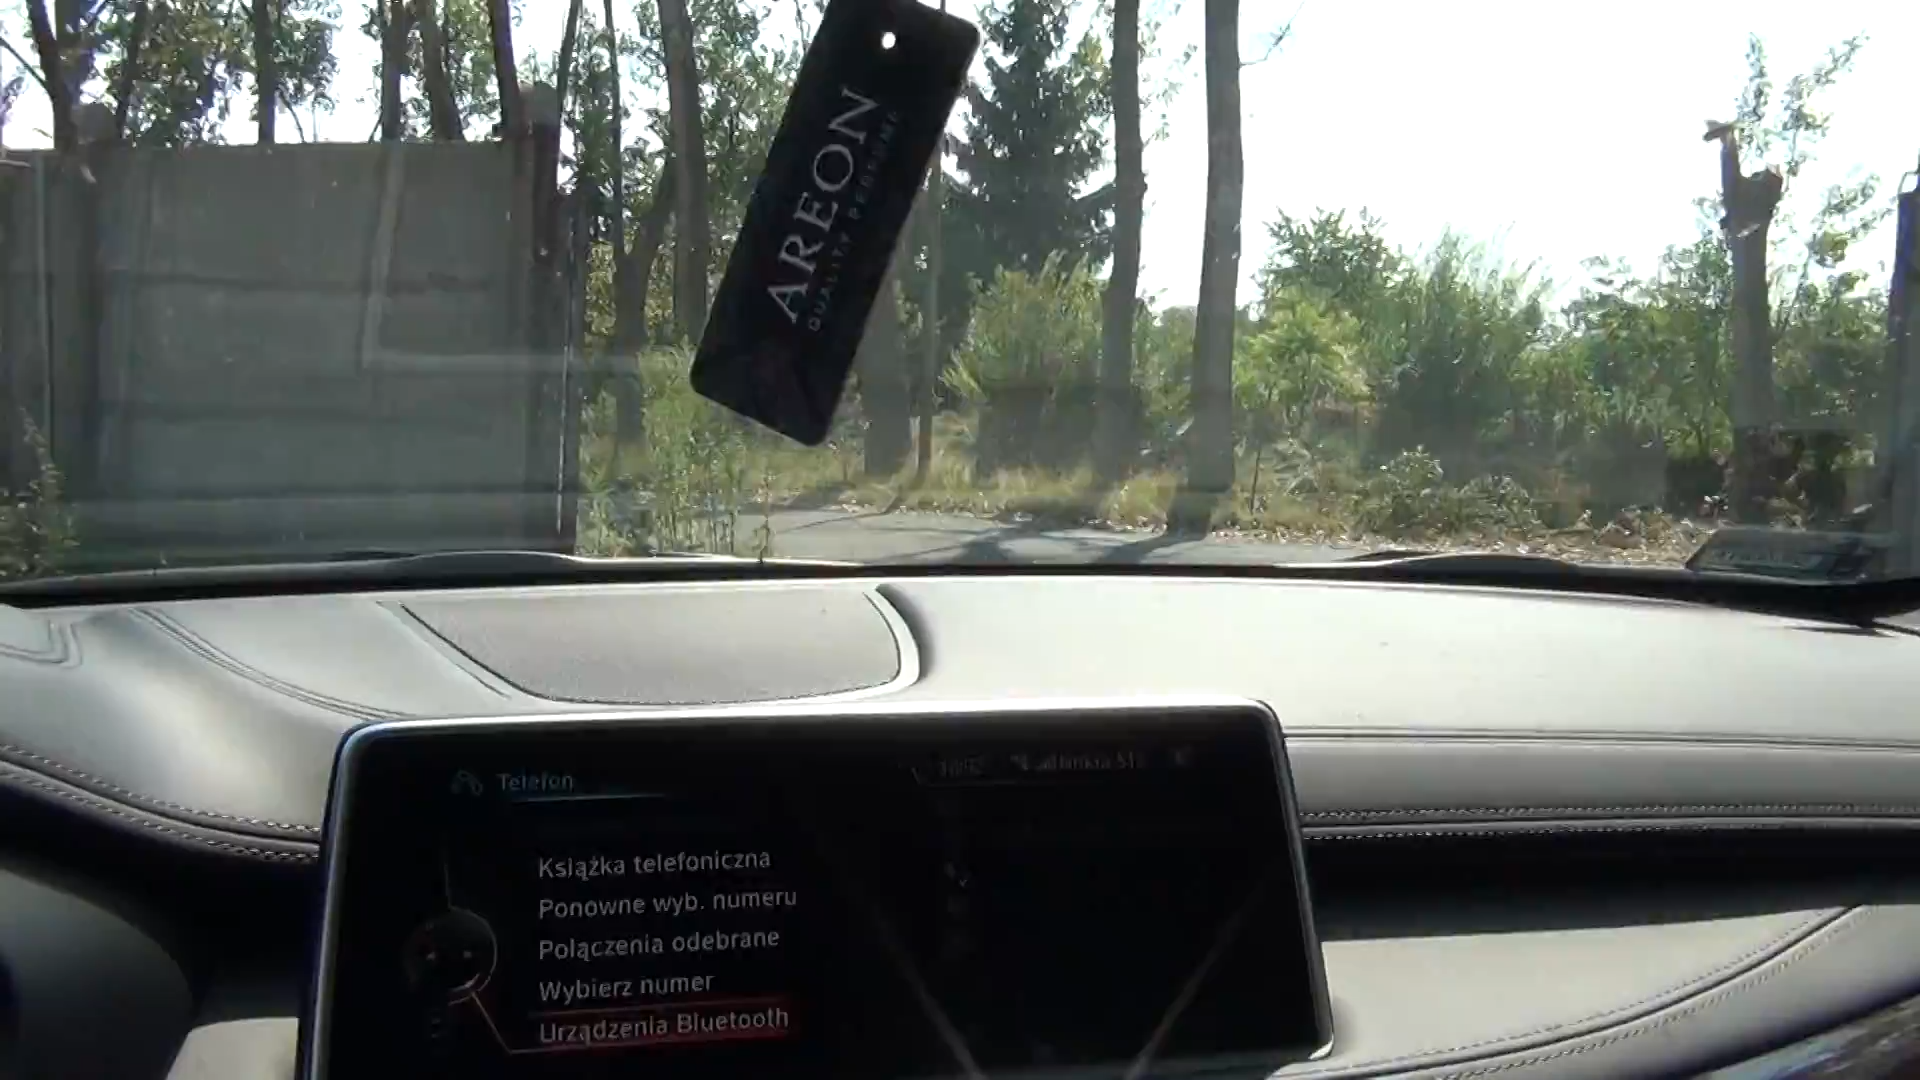 AREON
QUALITY PERFUME
Telefon
Książka telefoniczna
Ponowne wyb. numeru
Połączenia odebrane
Wybierz numer
Urządzenia Bluetooth